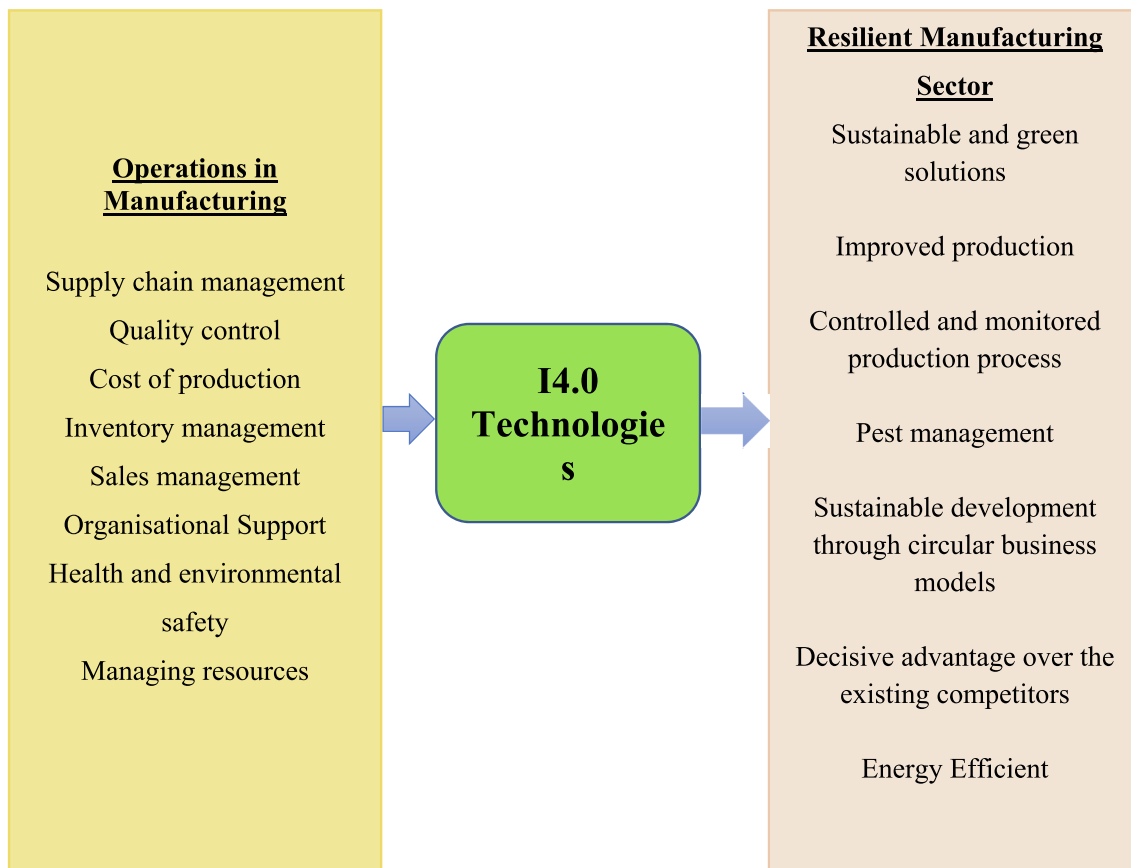 Operations in
Manufacturing
Supply chain management
Quality control
Cost of production
Inventory management
Sales management
Organisational Support
Health and environmental
safety
Managing resources
I4.0
Technologie
s
Resilient Manufacturing
Sector
Sustainable and green
solutions
Improved production
Controlled and monitored
production process
Pest management
Sustainable development
through circular business
models
Decisive advantage over the
existing competitors
Energy Efficient